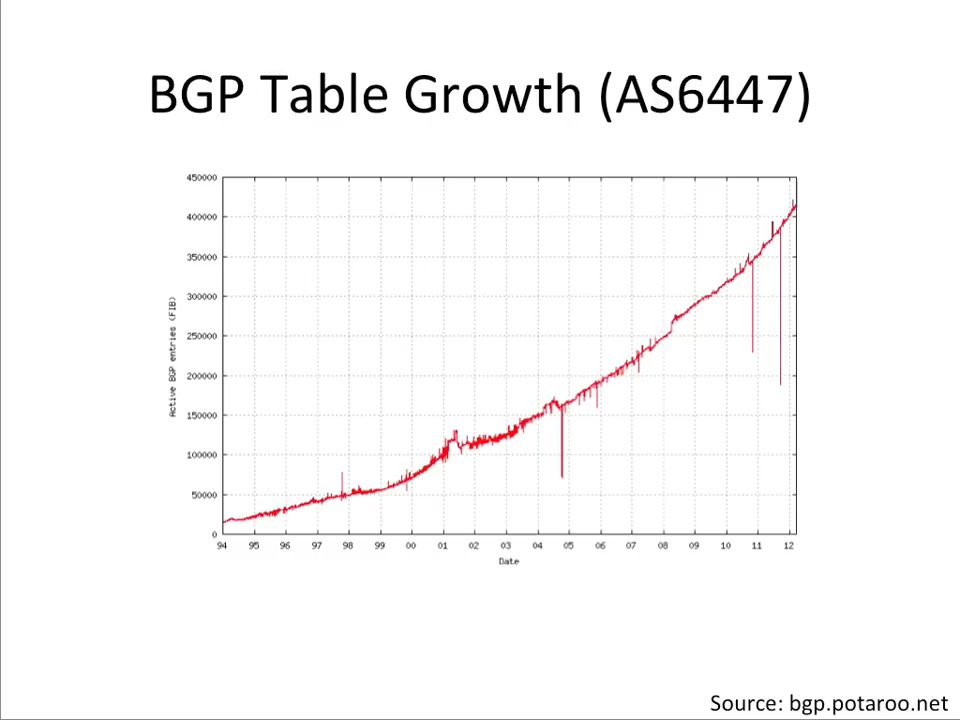 BGP Table Growth (AS6447)
450000
400000
350000
300000
250000
200000
150000
100000
50000
0
Active BGP entries (FIB)
94 95 96 97 98 99 00 01 02 03 04 05 06 07 08 09 10 11 12
Date
Source: bgp.potaroo.net